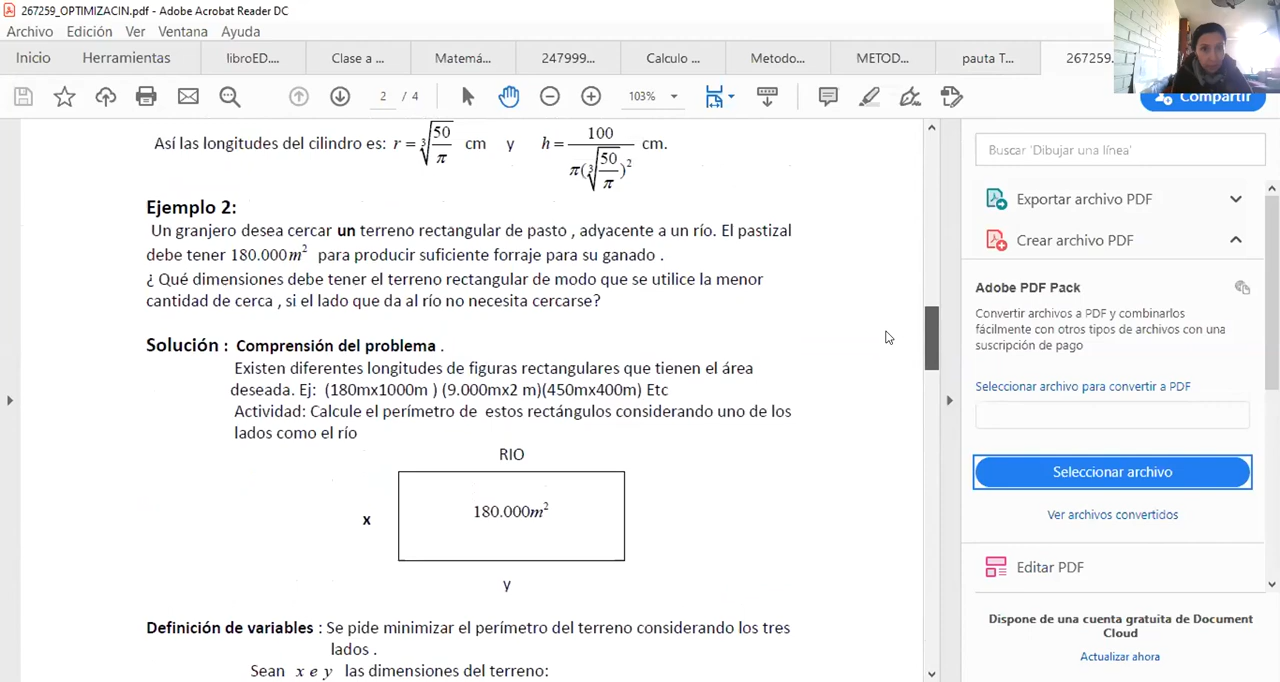 267259_OPTIMIZACIN.pdf - Adobe Acrobat Reader DC
Archivo Edición Ver Ventana Ayuda
Inicio Herramientas libroED.... Clase a ... Matemá... 247999... Calculo ... Metodo... METOD... pauta T... 267259.
2 / 4 103% Compartir
Así las longitudes del cilindro es: r = ∛(50/π) cm y h = 100/(π(∛(50/π))²) cm.
Ejemplo 2:
Un granjero desea cercar un terreno rectangular de pasto , adyacente a un río. El pastizal
debe tener 180.000m² para producir suficiente forraje para su ganado .
¿ Qué dimensiones debe tener el terreno rectangular de modo que se utilice la menor
cantidad de cerca , si el lado que da al río no necesita cercarse?
Solución : Comprensión del problema .
Existen diferentes longitudes de figuras rectangulares que tienen el área
deseada. Ej: (180mx1000m ) (9.000mx2 m)(450mx400m) Etc
Actividad: Calcule el perímetro de estos rectángulos considerando uno de los
lados como el río
RIO
180.000m²
x
y
Definición de variables : Se pide minimizar el perímetro del terreno considerando los tres
lados .
Sean x e y las dimensiones del terreno:
Buscar 'Dibujar una línea'
Exportar archivo PDF
Crear archivo PDF
Adobe PDF Pack
Convertir archivos a PDF y combinarlos
fácilmente con otros tipos de archivos con una
suscripción de pago
Seleccionar archivo para convertir a PDF
Seleccionar archivo
Ver archivos convertidos
Editar PDF
Dispone de una cuenta gratuita de Document
Cloud
Actualizar ahora